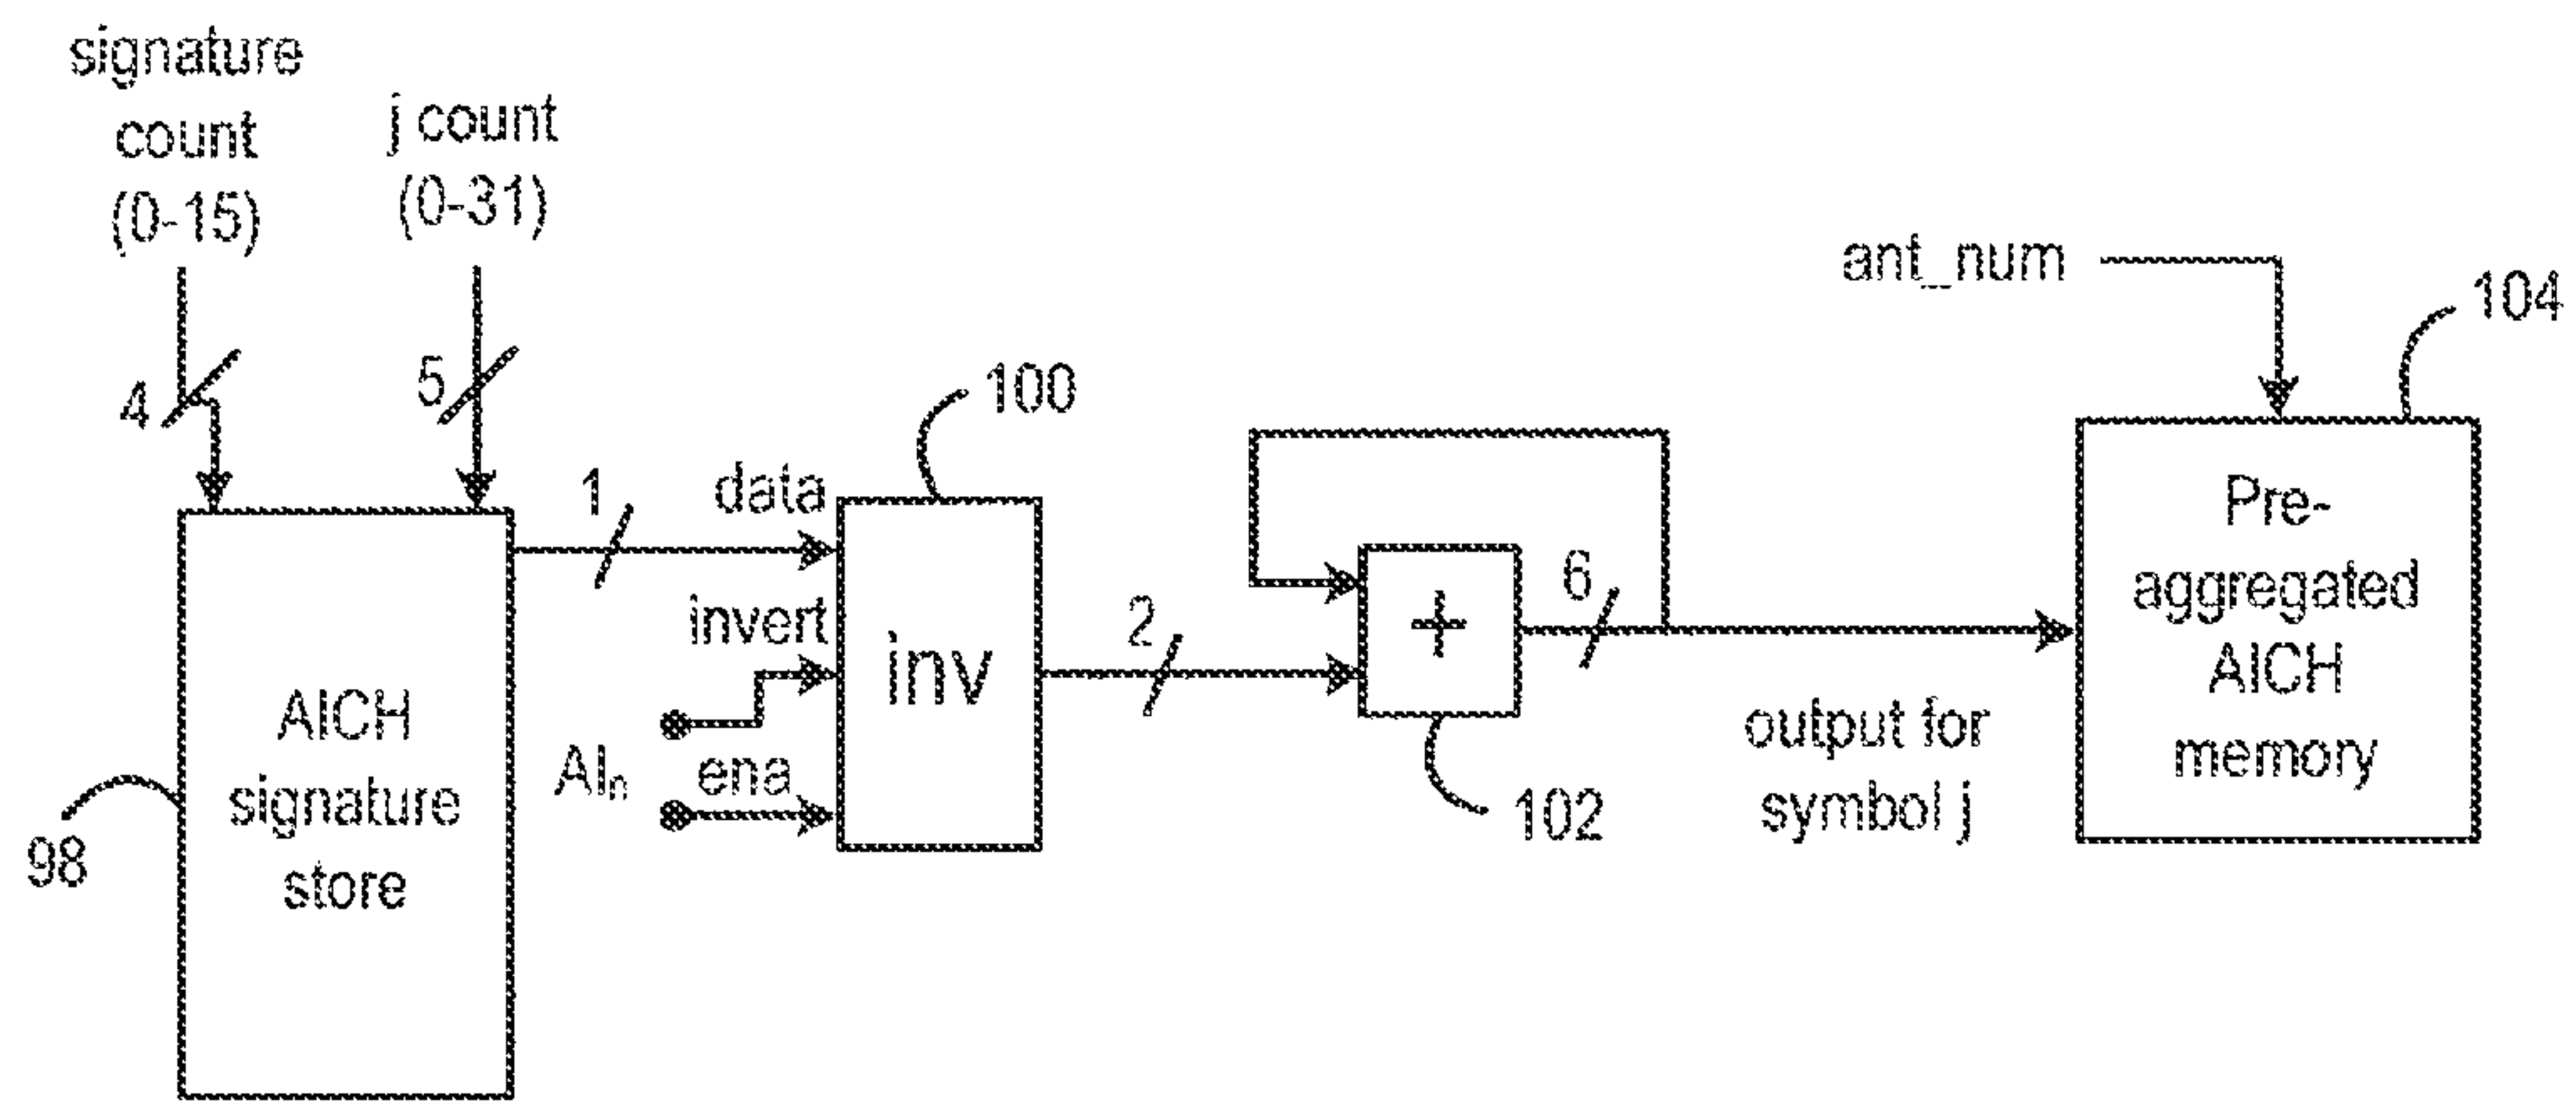 signature
count
(0-15)
j count
(0-31)
4
5
98
AICH
signature
store
1
data
invert
AIn
ena
100
inv
2
+
102
6
output for
symbol j
ant_num
104
Pre-
aggregated
AICH
memory